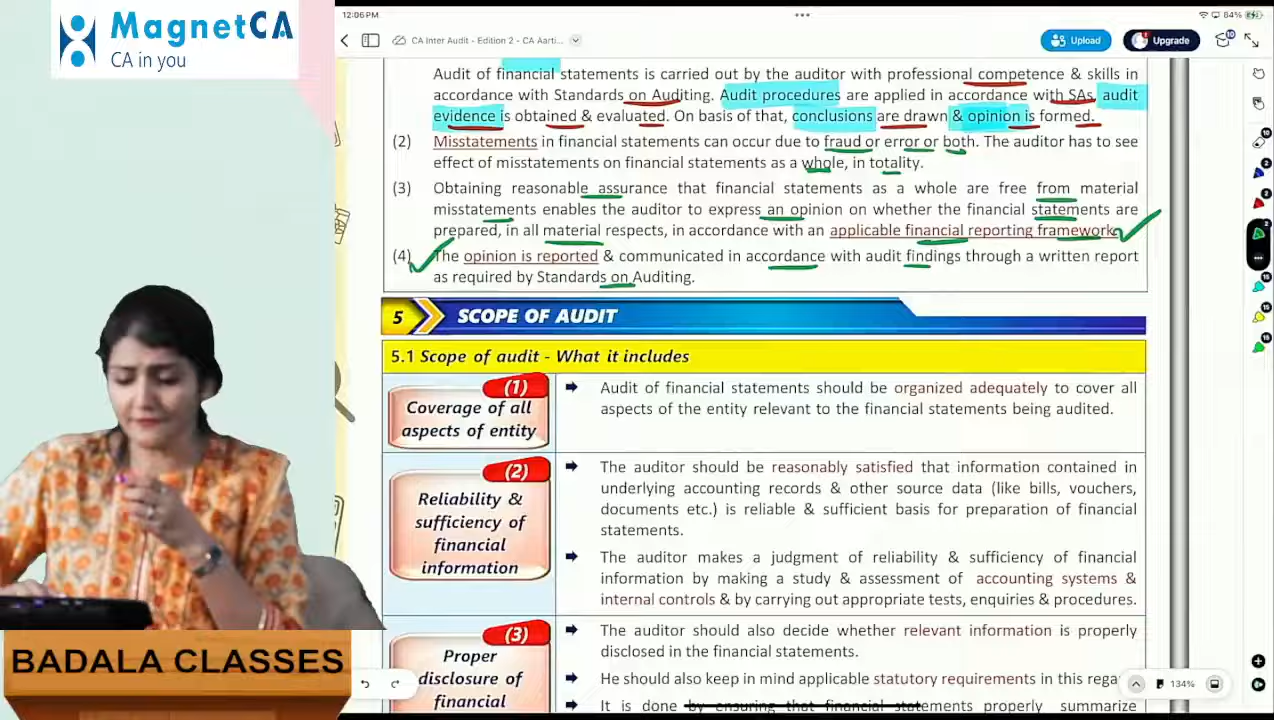 MagnetCA
CA in you
12:06 PM
84%
CA Inter Audit - Edition 2 - CA Aarti...
Upload
Upgrade
Audit of financial statements is carried out by the auditor with professional competence & skills in
accordance with Standards on Auditing. Audit procedures are applied in accordance with SAs, audit
evidence is obtained & evaluated. On basis of that, conclusions are drawn & opinion is formed.
(2) Misstatements in financial statements can occur due to fraud or error or both. The auditor has to see
effect of misstatements on financial statements as a whole, in totality.
(3) Obtaining reasonable assurance that financial statements as a whole are free from material
misstatements enables the auditor to express an opinion on whether the financial statements are
prepared, in all material respects, in accordance with an applicable financial reporting framework.
(4) The opinion is reported & communicated in accordance with audit findings through a written report
as required by Standards on Auditing.
5 SCOPE OF AUDIT
5.1 Scope of audit - What it includes
(1)
Coverage of all
aspects of entity
Audit of financial statements should be organized adequately to cover all
aspects of the entity relevant to the financial statements being audited.
(2)
Reliability &
sufficiency of
financial
information
The auditor should be reasonably satisfied that information contained in
underlying accounting records & other source data (like bills, vouchers,
documents etc.) is reliable & sufficient basis for preparation of financial
statements.
The auditor makes a judgment of reliability & sufficiency of financial
information by making a study & assessment of accounting systems &
internal controls & by carrying out appropriate tests, enquiries & procedures.
(3)
Proper
disclosure of
financial
The auditor should also decide whether relevant information is properly
disclosed in the financial statements.
He should also keep in mind applicable statutory requirements in this rega
It is done by ensuring that financial statements properly summarize
134%
BADALA CLASSES